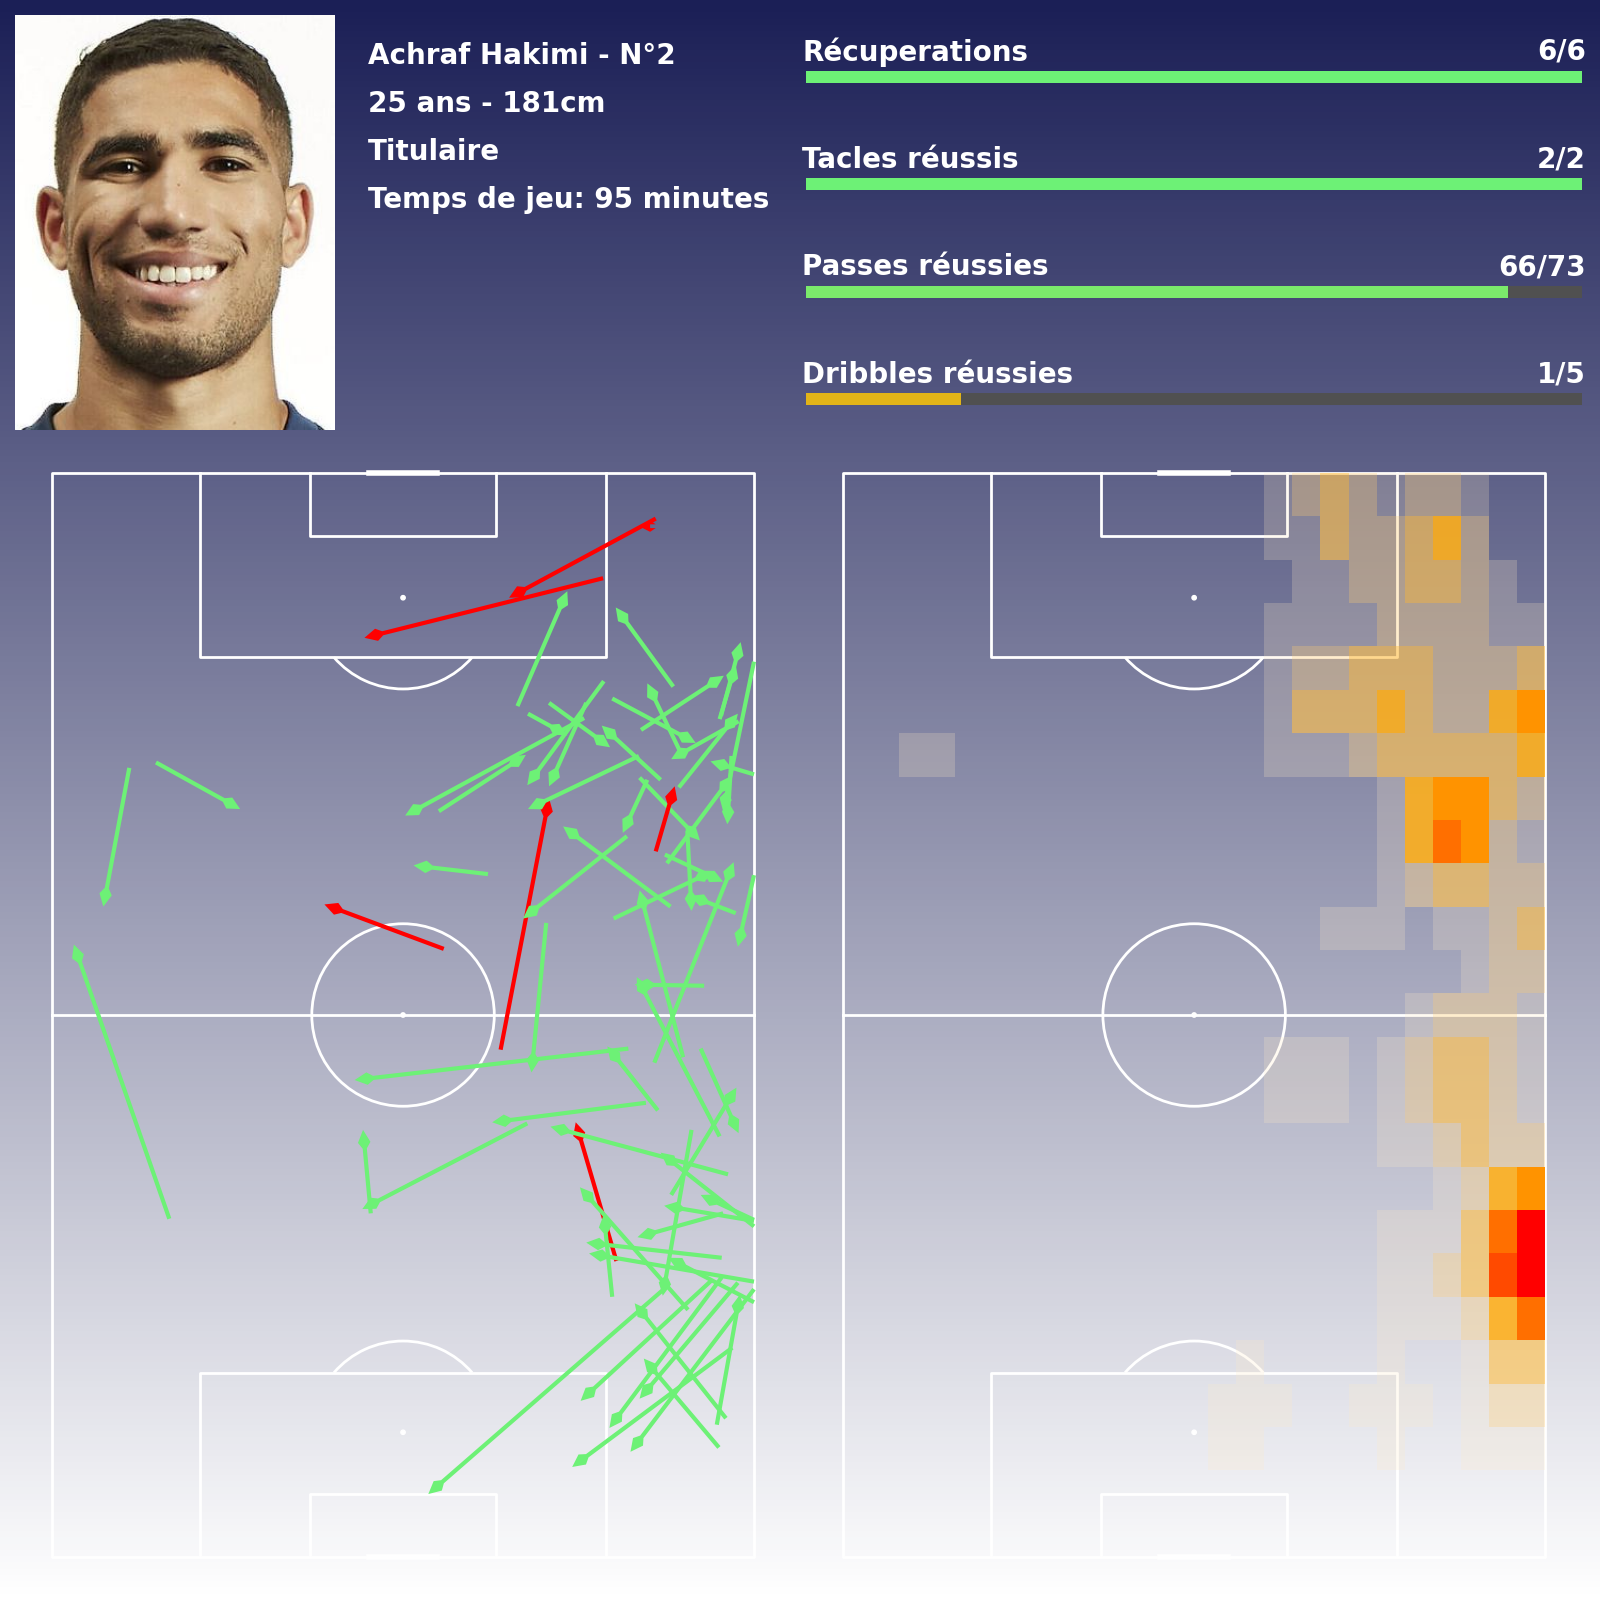 Achraf Hakimi - N°2
25 ans - 181cm
Titulaire
Temps de jeu: 95 minutes
Récuperations 6/6
Tacles réussis 2/2
Passes réussies 66/73
Dribbles réussies 1/5